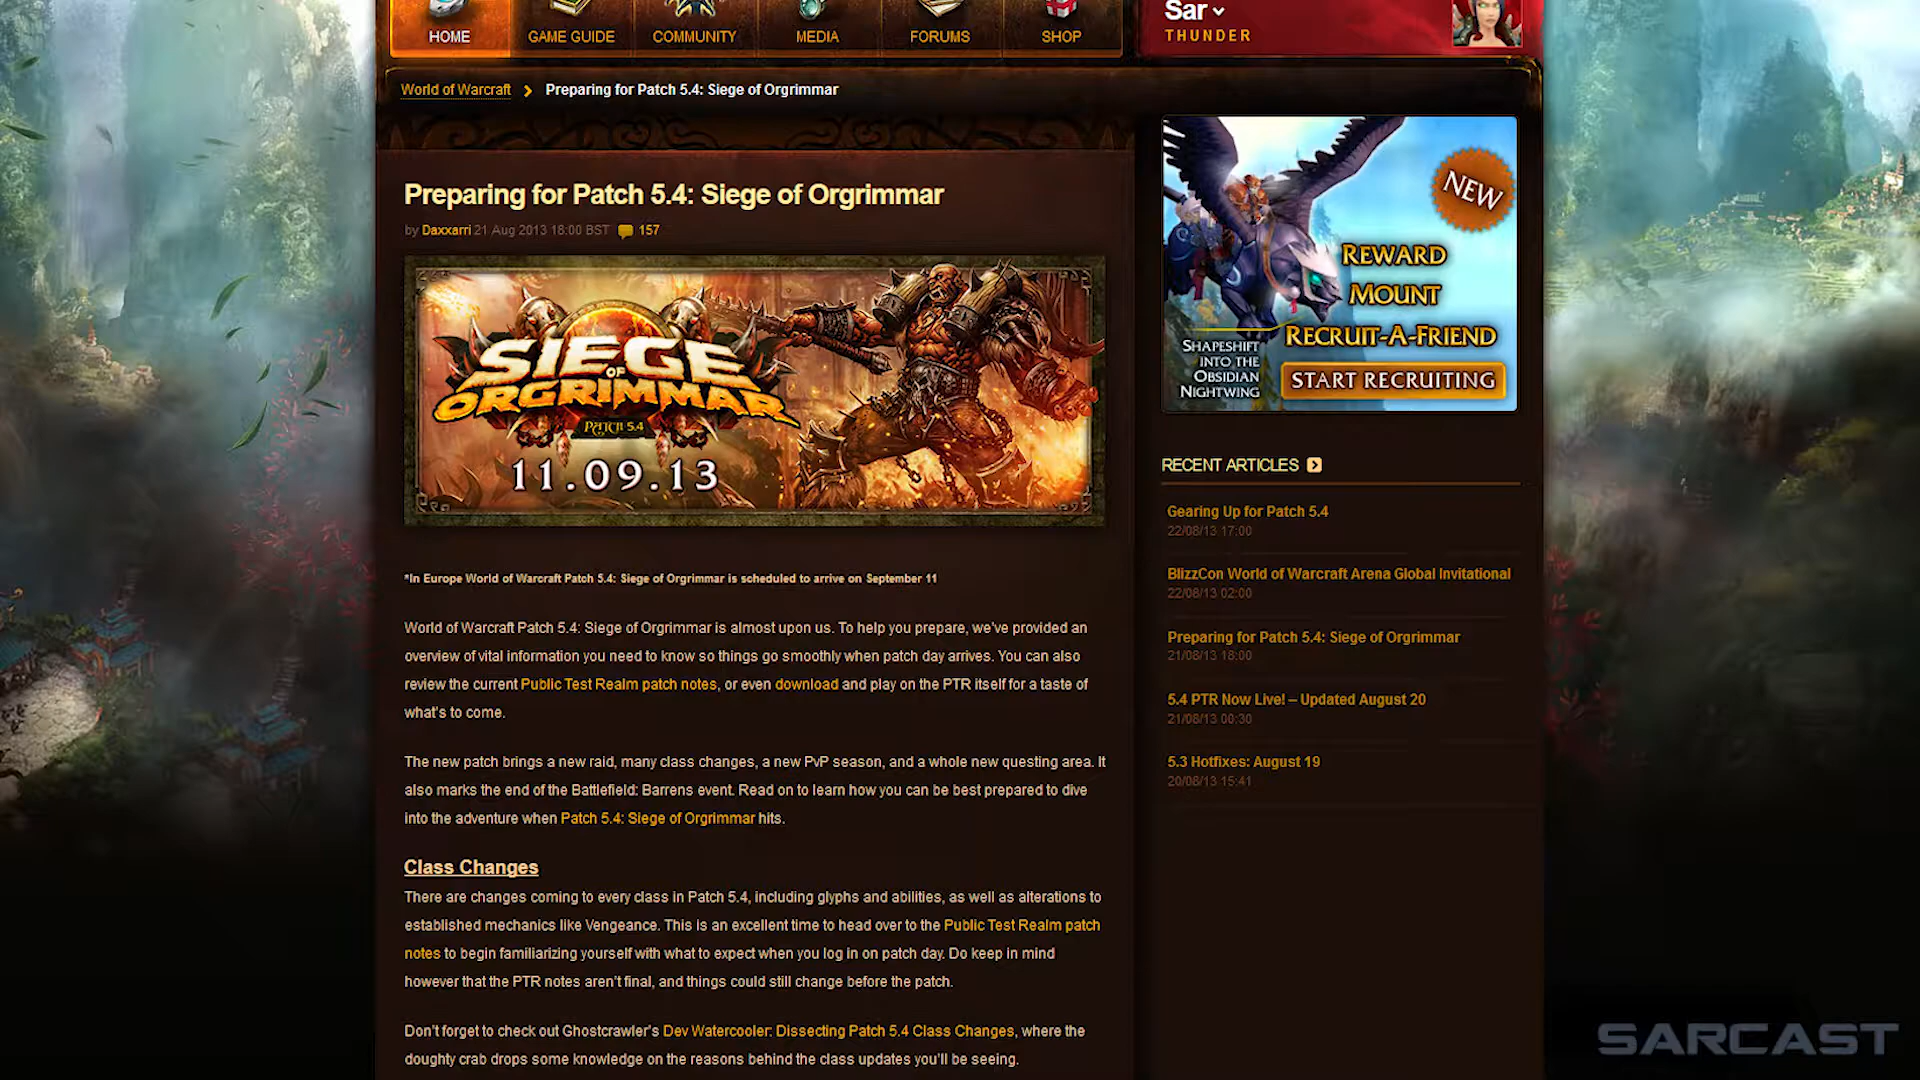 HOME
GAME GUIDE
COMMUNITY
MEDIA
FORUMS
SHOP
Sar
THUNDER
World of Warcraft
Preparing for Patch 5.4: Siege of Orgrimmar
Preparing for Patch 5.4: Siege of Orgrimmar
by Daxxarri 21 Aug 2013 18:00 BST 157
SIEGE
OF
ORGRIMMAR
PATCH 5.4
11.09.13
*In Europe World of Warcraft Patch 5.4: Siege of Orgrimmar is scheduled to arrive on September 11
World of Warcraft Patch 5.4: Siege of Orgrimmar is almost upon us. To help you prepare, we've provided an
overview of vital information you need to know so things go smoothly when patch day arrives. You can also
review the current Public Test Realm patch notes, or even download and play on the PTR itself for a taste of
what's to come.
The new patch brings a new raid, many class changes, a new PvP season, and a whole new questing area. It
also marks the end of the Battlefield: Barrens event. Read on to learn how you can be best prepared to dive
into the adventure when Patch 5.4: Siege of Orgrimmar hits.
Class Changes
There are changes coming to every class in Patch 5.4, including glyphs and abilities, as well as alterations to
established mechanics like Vengeance. This is an excellent time to head over to the Public Test Realm patch
notes to begin familiarizing yourself with what to expect when you log in on patch day. Do keep in mind
however that the PTR notes aren't final, and things could still change before the patch.
Don't forget to check out Ghostcrawler's Dev Watercooler: Dissecting Patch 5.4 Class Changes, where the
doughty crab drops some knowledge on the reasons behind the class updates you'll be seeing.
NEW
REWARD
MOUNT
RECRUIT-A-FRIEND
SHAPESHIFT
INTO THE
OBSIDIAN
NIGHTWING
START RECRUITING
RECENT ARTICLES
Gearing Up for Patch 5.4
22/08/13 17:00
BlizzCon World of Warcraft Arena Global Invitational
22/08/13 02:00
Preparing for Patch 5.4: Siege of Orgrimmar
21/08/13 18:00
5.4 PTR Now Live! – Updated August 20
21/08/13 00:30
5.3 Hotfixes: August 19
20/08/13 15:41
SARCAST